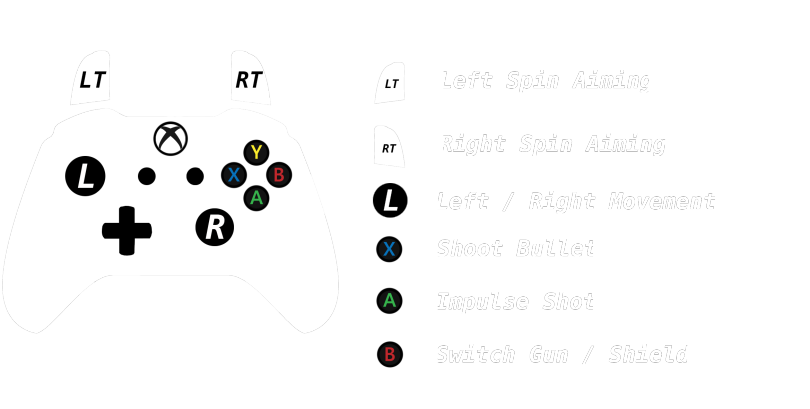 LT RT
Y
X B
A
L
R
LT Left Spin Aiming
RT Right Spin Aiming
L Left / Right Movement
X Shoot Bullet
A Impulse Shot
B Switch Gun / Shield